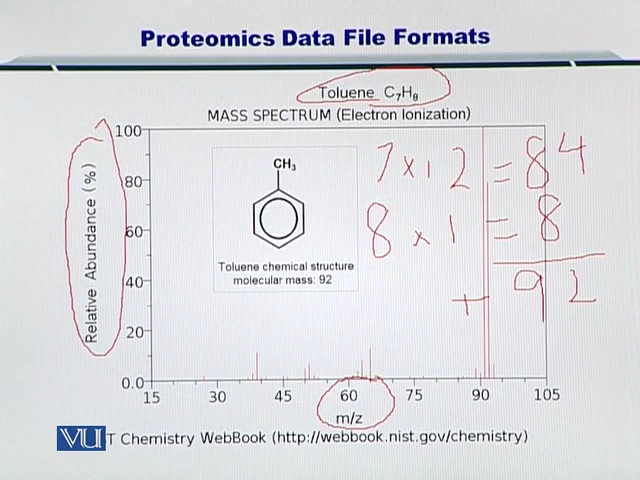 Proteomics Data File Formats
Toluene C₇H₈
MASS SPECTRUM (Electron Ionization)
Relative Abundance (%)
100
80
60
40
20
0.0
CH₃
Toluene chemical structure
molecular mass: 92
7 x 12 = 84
8 x 1 = 8
+ 92
15 30 45 60 75 90 105
m/z
VU T Chemistry WebBook (http://webbook.nist.gov/chemistry)